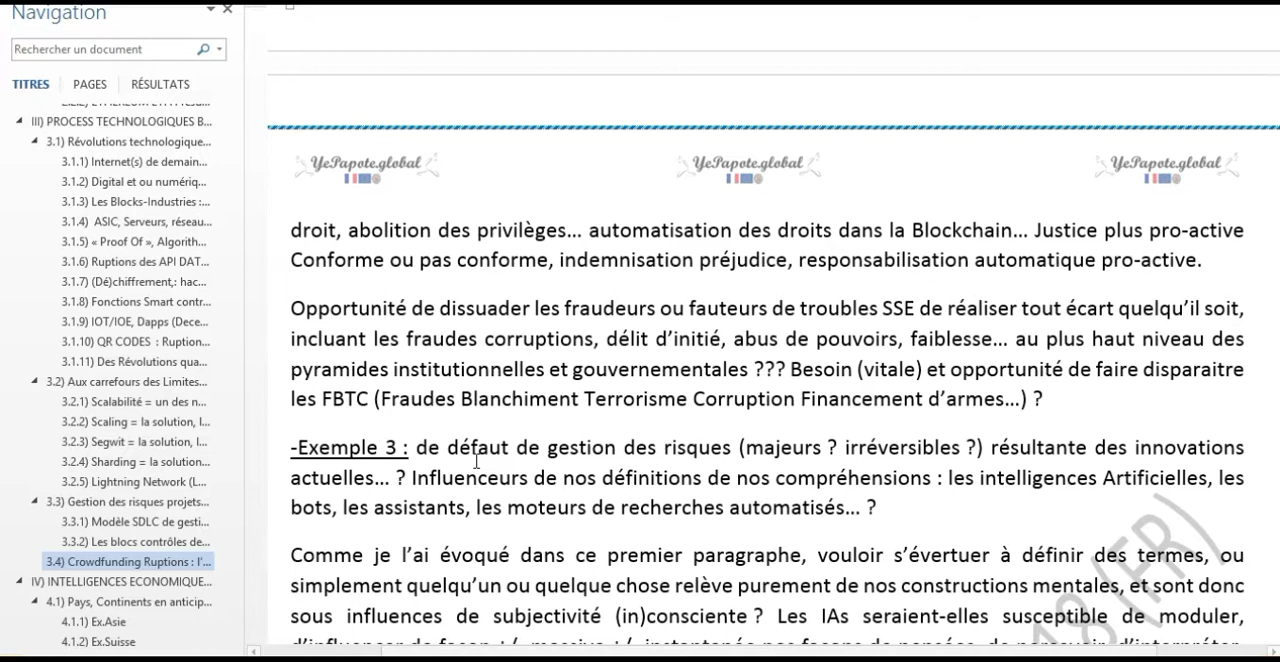 Navigation
Rechercher un document
TITRES PAGES RÉSULTATS
III) PROCESS TECHNOLOGIQUES B...
3.1) Révolutions technologique...
3.1.1) Internet(s) de demain...
3.1.2) Digital et ou numériq...
3.1.3) Les Blocks-Industries :...
3.1.4) ASIC, Serveurs, réseau...
3.1.5) « Proof Of », Algorith...
3.1.6) Ruptions des API DAT...
3.1.7) (Dé)chiffrement,: hac...
3.1.8) Fonctions Smart contr...
3.1.9) IOT/IOE, Dapps (Dece...
3.1.10) QR CODES : Ruption...
3.1.11) Des Révolutions qua...
3.2) Aux carrefours des Limites...
3.2.1) Scalabilité = un des n...
3.2.2) Scaling = la solution, l...
3.2.3) Segwit = la solution, l...
3.2.4) Sharding = la solution...
3.2.5) Lightning Network (L...
3.3) Gestion des risques projets...
3.3.1) Modèle SDLC de gesti...
3.3.2) Les blocs contrôles de...
3.4) Crowdfunding Ruptions : l'...
IV) INTELLIGENCES ECONOMIQUE...
4.1) Pays, Continents en anticip...
4.1.1) Ex.Asie
4.1.2) Ex.Suisse
YePapote.global YePapote.global YePapote.global
droit, abolition des privilèges... automatisation des droits dans la Blockchain... Justice plus pro-active
Conforme ou pas conforme, indemnisation préjudice, responsabilisation automatique pro-active.
Opportunité de dissuader les fraudeurs ou fauteurs de troubles SSE de réaliser tout écart quelqu'il soit,
incluant les fraudes corruptions, délit d'initié, abus de pouvoirs, faiblesse... au plus haut niveau des
pyramides institutionnelles et gouvernementales ??? Besoin (vitale) et opportunité de faire disparaitre
les FBTC (Fraudes Blanchiment Terrorisme Corruption Financement d'armes...) ?
-Exemple 3 : de défaut de gestion des risques (majeurs ? irréversibles ?) résultante des innovations
actuelles... ? Influenceurs de nos définitions de nos compréhensions : les intelligences Artificielles, les
bots, les assistants, les moteurs de recherches automatisés... ?
Comme je l'ai évoqué dans ce premier paragraphe, vouloir s'évertuer à définir des termes, ou
simplement quelqu'un ou quelque chose relève purement de nos constructions mentales, et sont donc
sous influences de subjectivité (in)consciente ? Les IAs seraient-elles susceptible de moduler,
18 (FR)